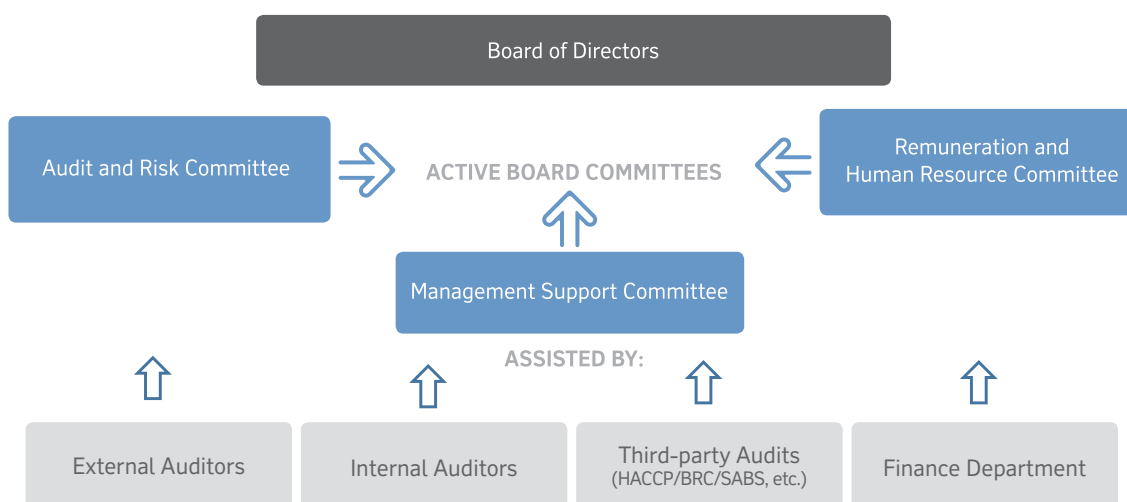 Board of Directors
Audit and Risk Committee
ACTIVE BOARD COMMITTEES
Remuneration and
Human Resource Committee
Management Support Committee
ASSISTED BY:
External Auditors
Internal Auditors
Third-party Audits
(HACCP/BRC/SABS, etc.)
Finance Department